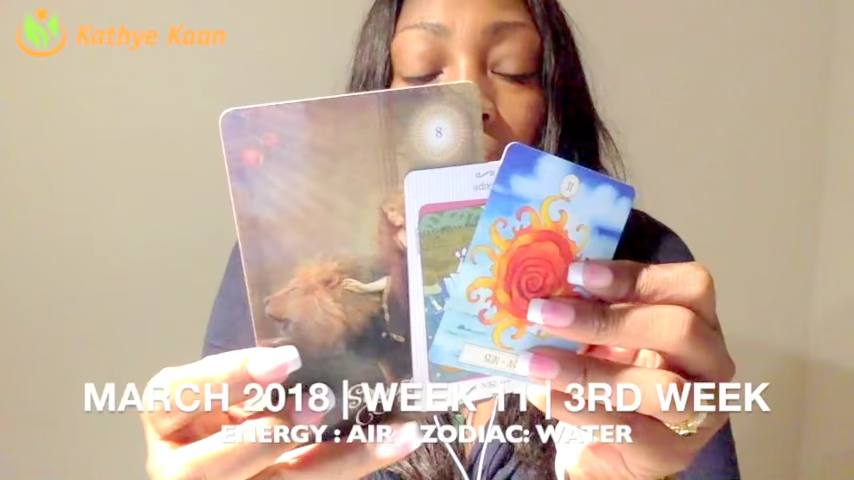 Kathye Kaan
8
MARCH 2018 | WEEK 11 | 3RD WEEK
ENERGY : AIR / ZODIAC: WATER